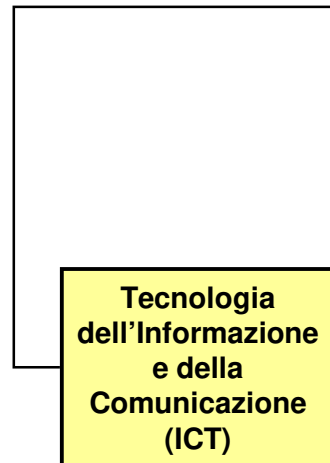 Tecnologia
dell'Informazione
e della
Comunicazione
(ICT)